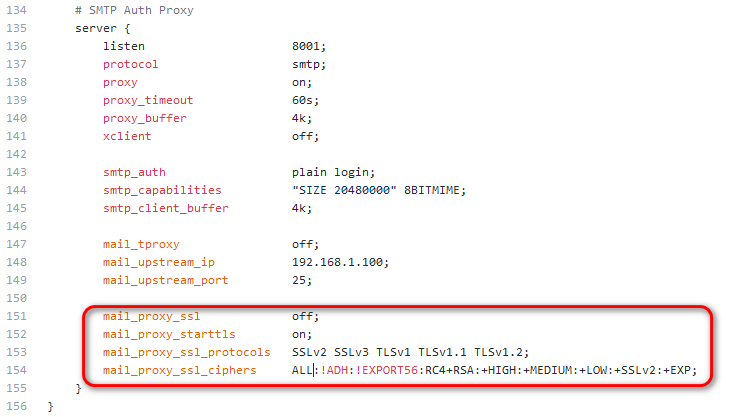 134 # SMTP Auth Proxy
135 server {
136 listen 8001;
137 protocol smtp;
138 proxy on;
139 proxy_timeout 60s;
140 proxy_buffer 4k;
141 xclient off;
142
143 smtp_auth plain login;
144 smtp_capabilities "SIZE 20480000" 8BITMIME;
145 smtp_client_buffer 4k;
146
147 mail_tproxy off;
148 mail_upstream_ip 192.168.1.100;
149 mail_upstream_port 25;
150
151 mail_proxy_ssl off;
152 mail_proxy_starttls on;
153 mail_proxy_ssl_protocols SSLv2 SSLv3 TLSv1 TLSv1.1 TLSv1.2;
154 mail_proxy_ssl_ciphers ALL:!ADH:!EXPORT56:RC4+RSA:+HIGH:+MEDIUM:+LOW:+SSLv2:+EXP;
155 }
156 }